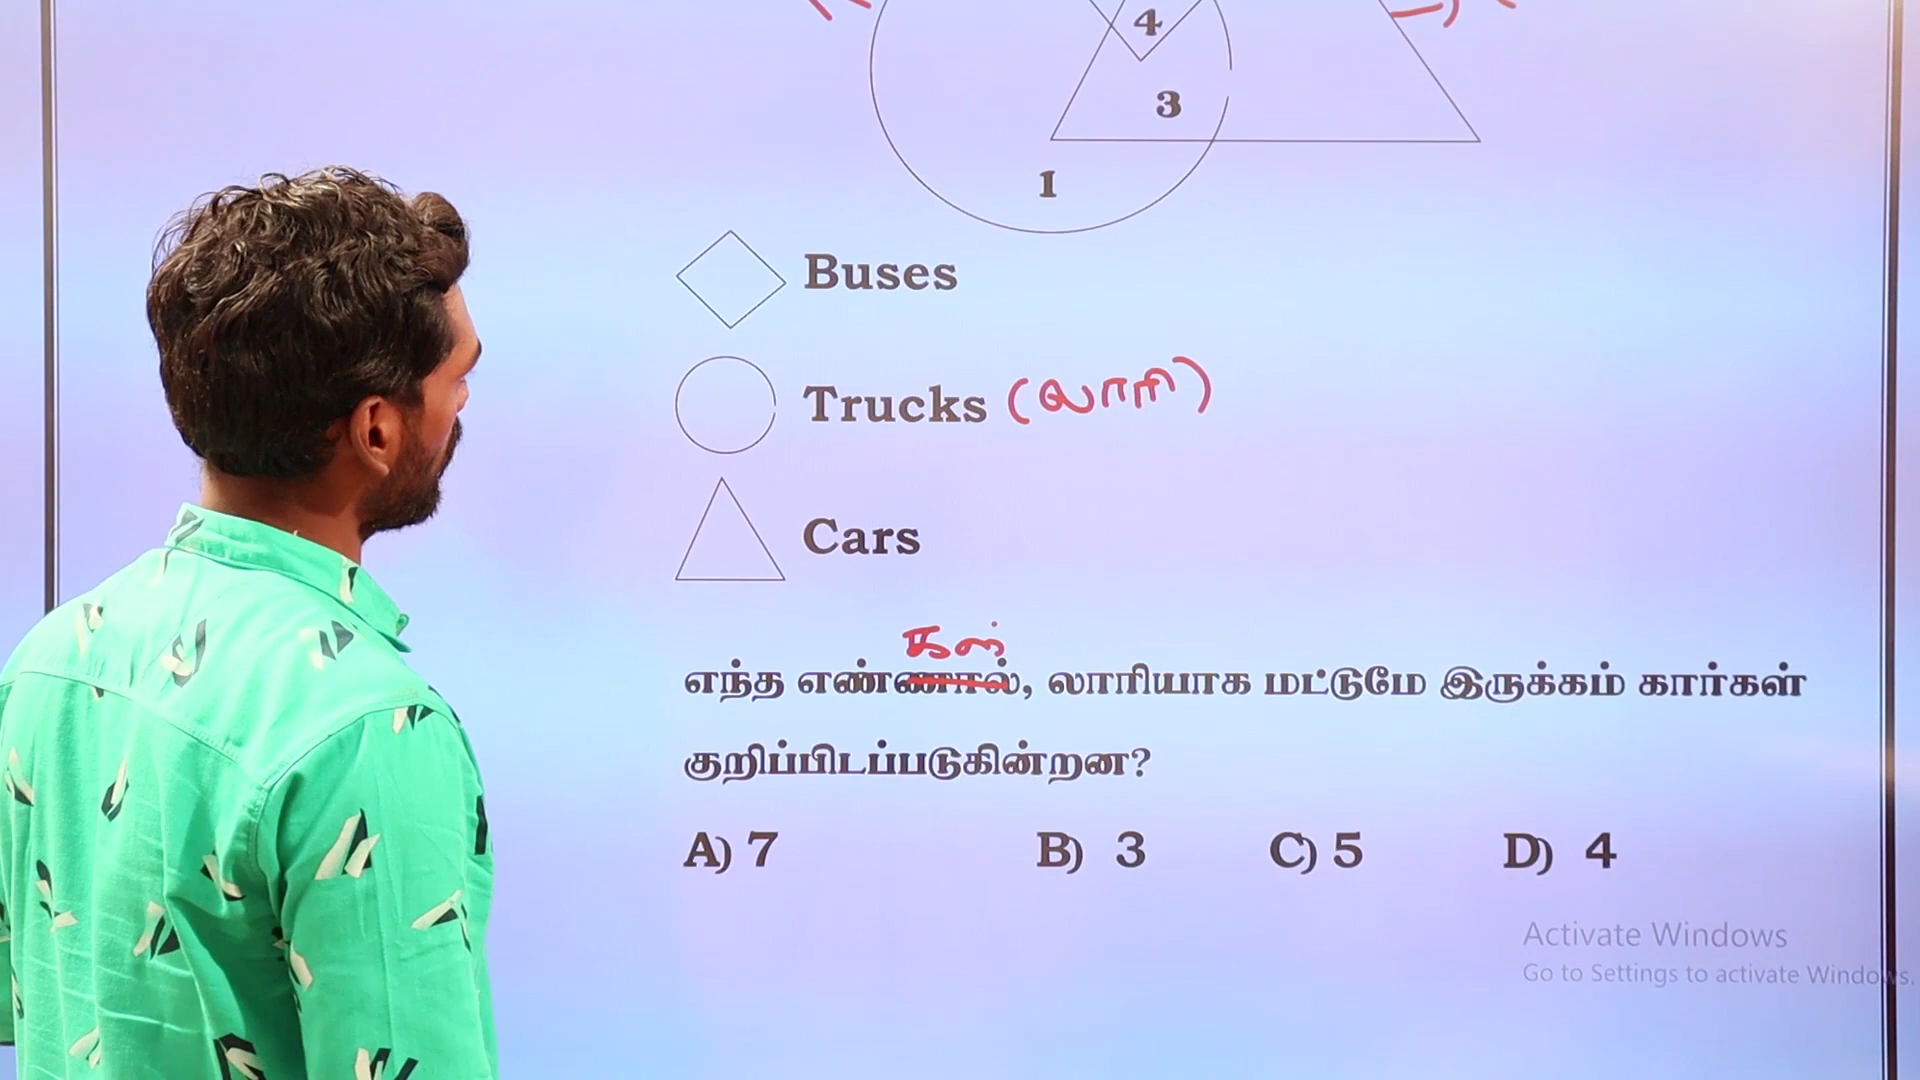 4
3
1
Buses
Trucks (லாரி)
Cars
கள்
எந்த எண்ணால், லாரியாக மட்டுமே இருக்கம் கார்கள்
குறிப்பிடப்படுகின்றன?
A) 7 B) 3 C) 5 D) 4
Activate Windows
Go to Settings to activate Windows.